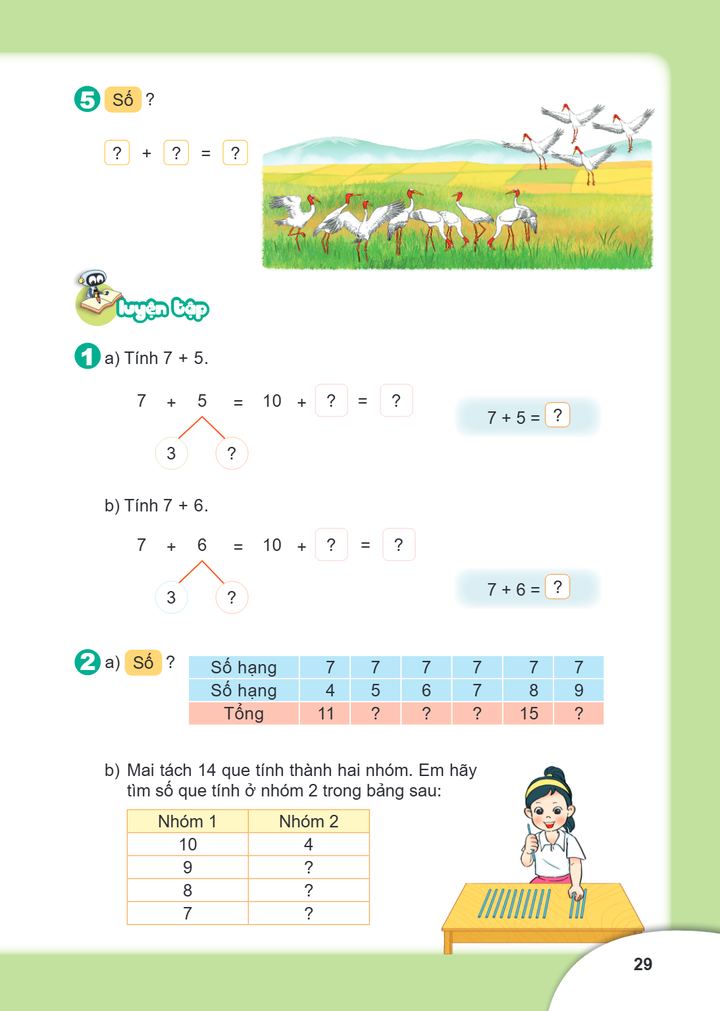 5 Số ?
? + ? = ?
luyện tập
1 a) Tính 7 + 5.
7 + 5 = 10 + ? = ?
7 + 5 = ?
3 ?
b) Tính 7 + 6.
7 + 6 = 10 + ? = ?
7 + 6 = ?
3 ?
2 a) Số ?
Số hạng 7 7 7 7 7 7
Số hạng 4 5 6 7 8 9
Tổng 11 ? ? ? 15 ?
b) Mai tách 14 que tính thành hai nhóm. Em hãy
tìm số que tính ở nhóm 2 trong bảng sau:
Nhóm 1 Nhóm 2
10 4
9 ?
8 ?
7 ?
29